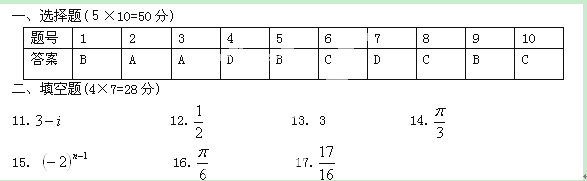 一、选择题(５×10=50分)
题号 1 2 3 4 5 6 7 8 9 10
答案 B A A D B C D C B C
二、填空题(4×7=28分)
11. 3−i 12. 1/2 13. 3 14. π/3
15. (−2)^{n−1} 16. π/6 17. 17/16